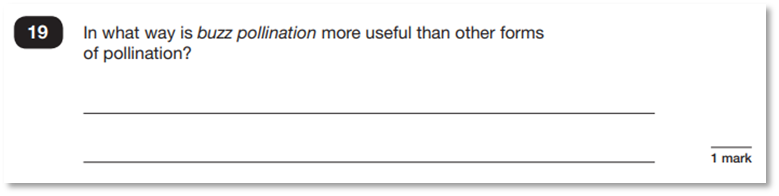 19 In what way is buzz pollination more useful than other forms
of pollination?
1 mark